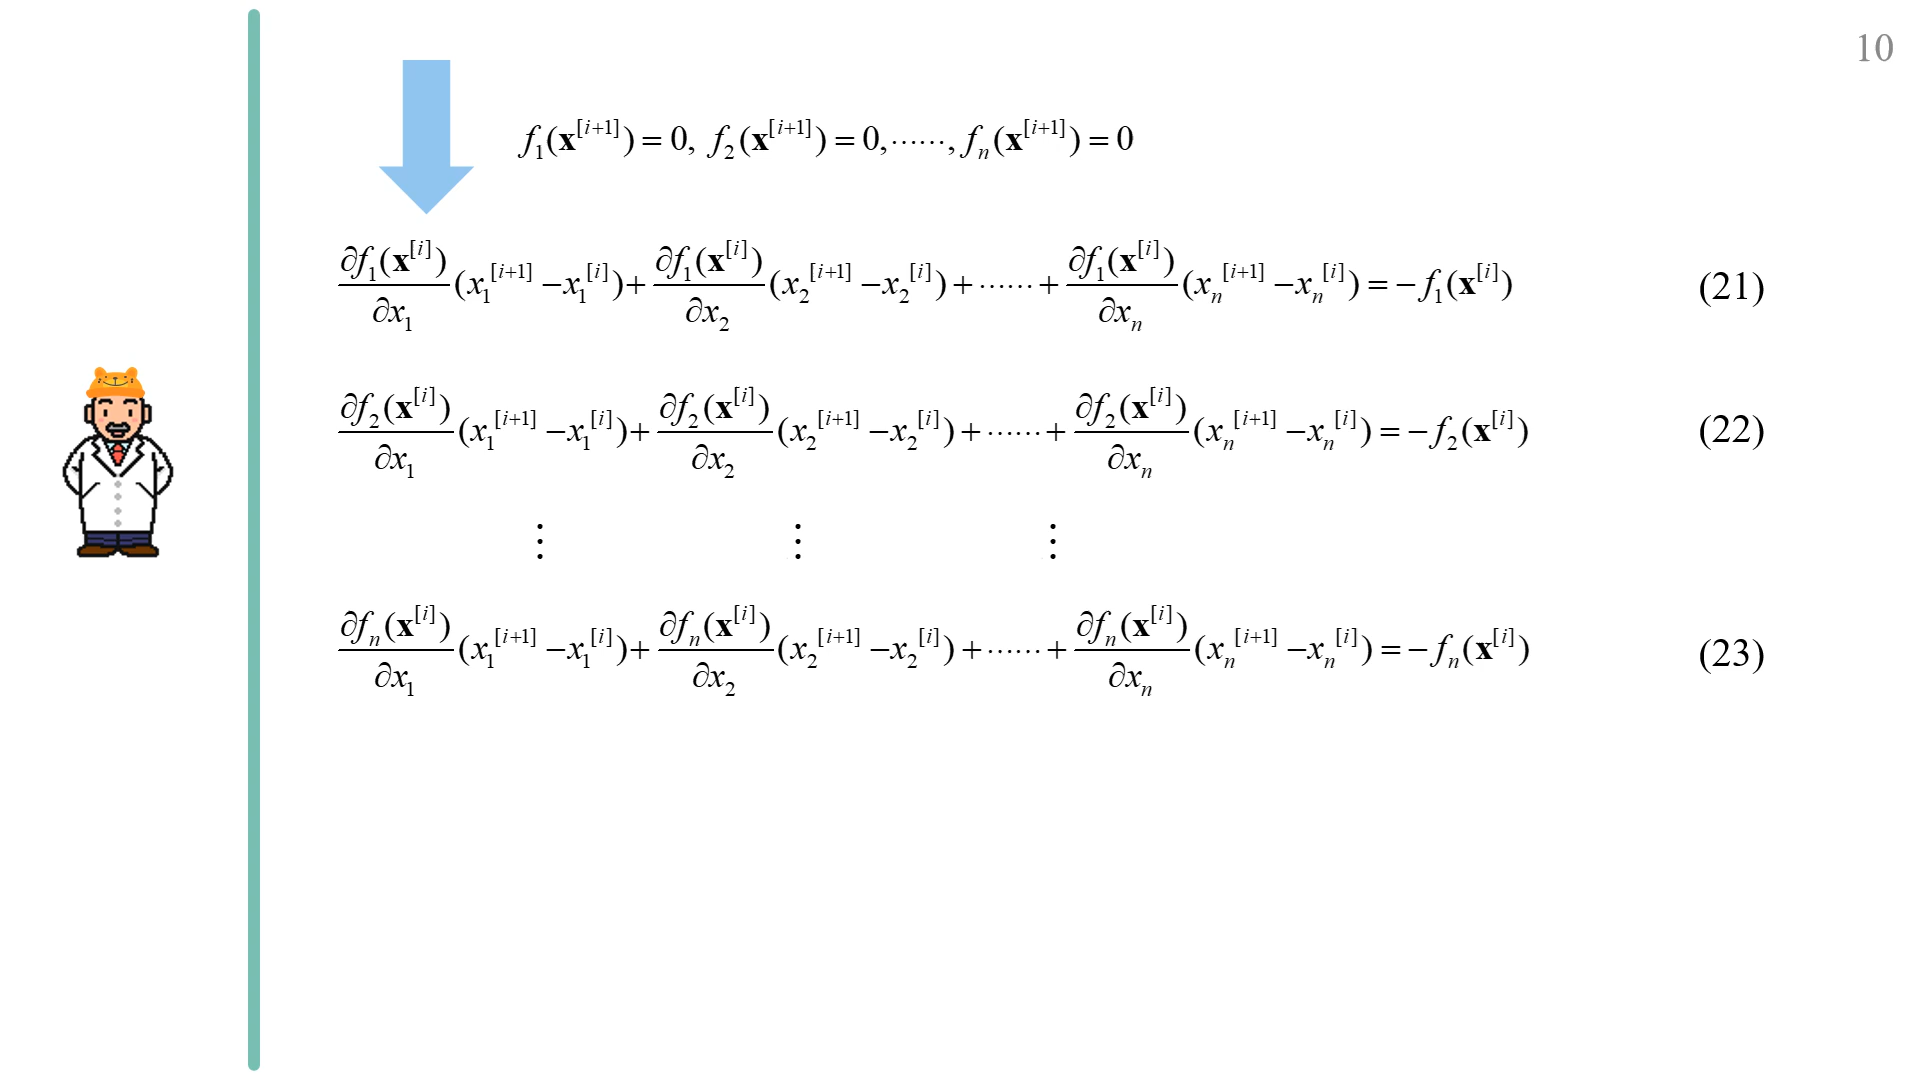 10
f₁(𝐱^[i+1]) = 0, f₂(𝐱^[i+1]) = 0,⋯⋯, fₙ(𝐱^[i+1]) = 0
∂f₁(𝐱^[i])/∂x₁ (x₁^[i+1] − x₁^[i]) + ∂f₁(𝐱^[i])/∂x₂ (x₂^[i+1] − x₂^[i]) + ⋯⋯ + ∂f₁(𝐱^[i])/∂xₙ (xₙ^[i+1] − xₙ^[i]) = −f₁(𝐱^[i]) (21)
∂f₂(𝐱^[i])/∂x₁ (x₁^[i+1] − x₁^[i]) + ∂f₂(𝐱^[i])/∂x₂ (x₂^[i+1] − x₂^[i]) + ⋯⋯ + ∂f₂(𝐱^[i])/∂xₙ (xₙ^[i+1] − xₙ^[i]) = −f₂(𝐱^[i]) (22)
⋮ ⋮ ⋮
∂fₙ(𝐱^[i])/∂x₁ (x₁^[i+1] − x₁^[i]) + ∂fₙ(𝐱^[i])/∂x₂ (x₂^[i+1] − x₂^[i]) + ⋯⋯ + ∂fₙ(𝐱^[i])/∂xₙ (xₙ^[i+1] − xₙ^[i]) = −fₙ(𝐱^[i]) (23)